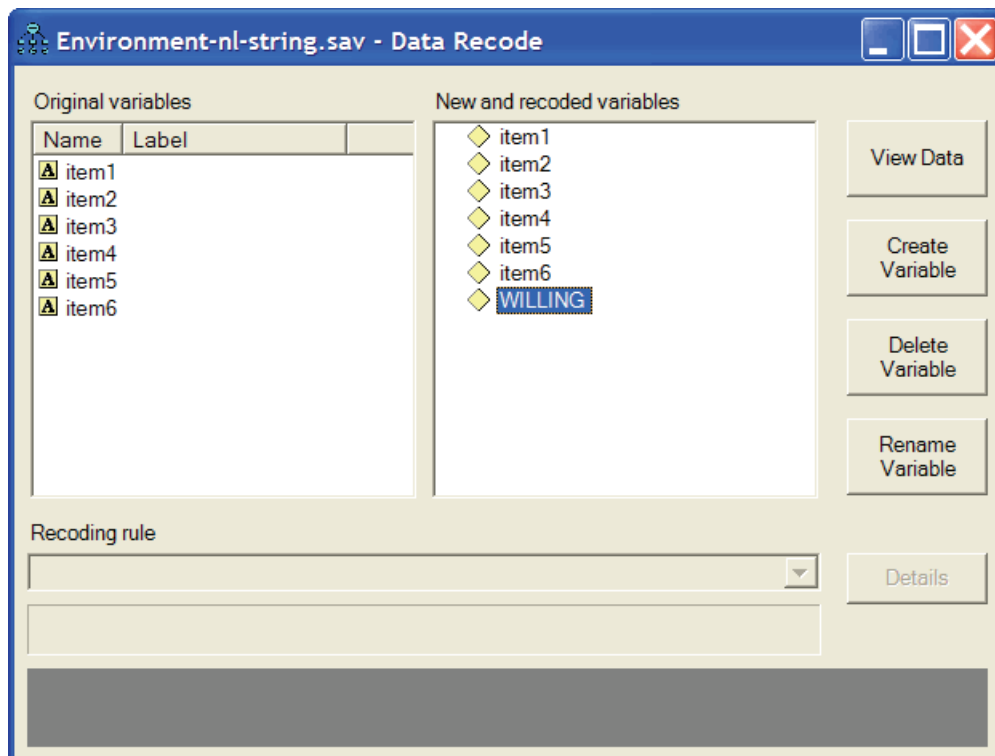 Environment-nl-string.sav - Data Recode
Original variables
Name Label
A item1
A item2
A item3
A item4
A item5
A item6
New and recoded variables
item1
item2
item3
item4
item5
item6
WILLING
View Data
Create
Variable
Delete
Variable
Rename
Variable
Recoding rule
Details